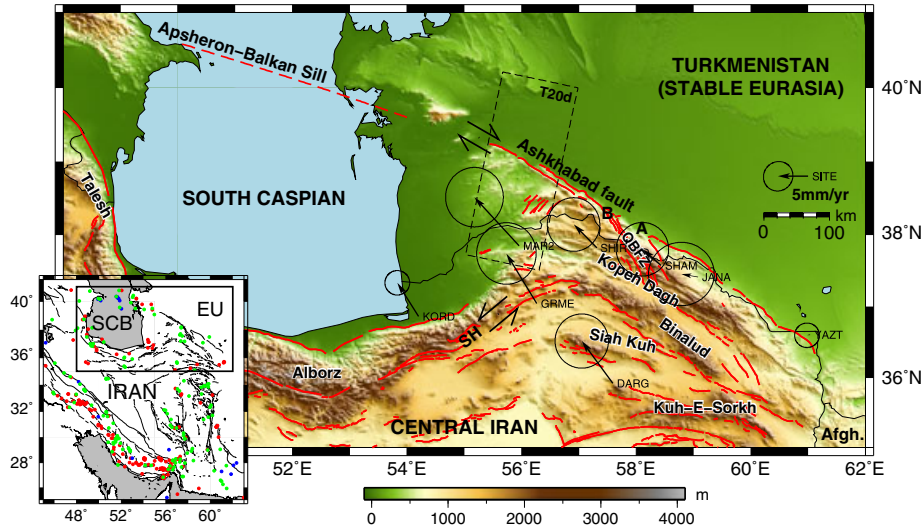 Apsheron−Balkan Sill
TURKMENISTAN
(STABLE EURASIA)
40°N
T20d
Ashkhabad fault
SITE
5mm/yr
km
0 100
Talesh
SOUTH CASPIAN
B
A
QBFZ
38°N
MAR2
SHIR
SHAM
JANA
Kopeh Dagh
GRME
KORD
SH
Binalud
YAZT
Siah Kuh
Alborz
DARG
36°N
Kuh−E−Sorkh
CENTRAL IRAN
Afgh.
52°E 54°E 56°E 58°E 60°E 62°E
40°
EU
SCB
36°
IRAN
32°
28°
48° 52° 56° 60°
m
0 1000 2000 3000 4000